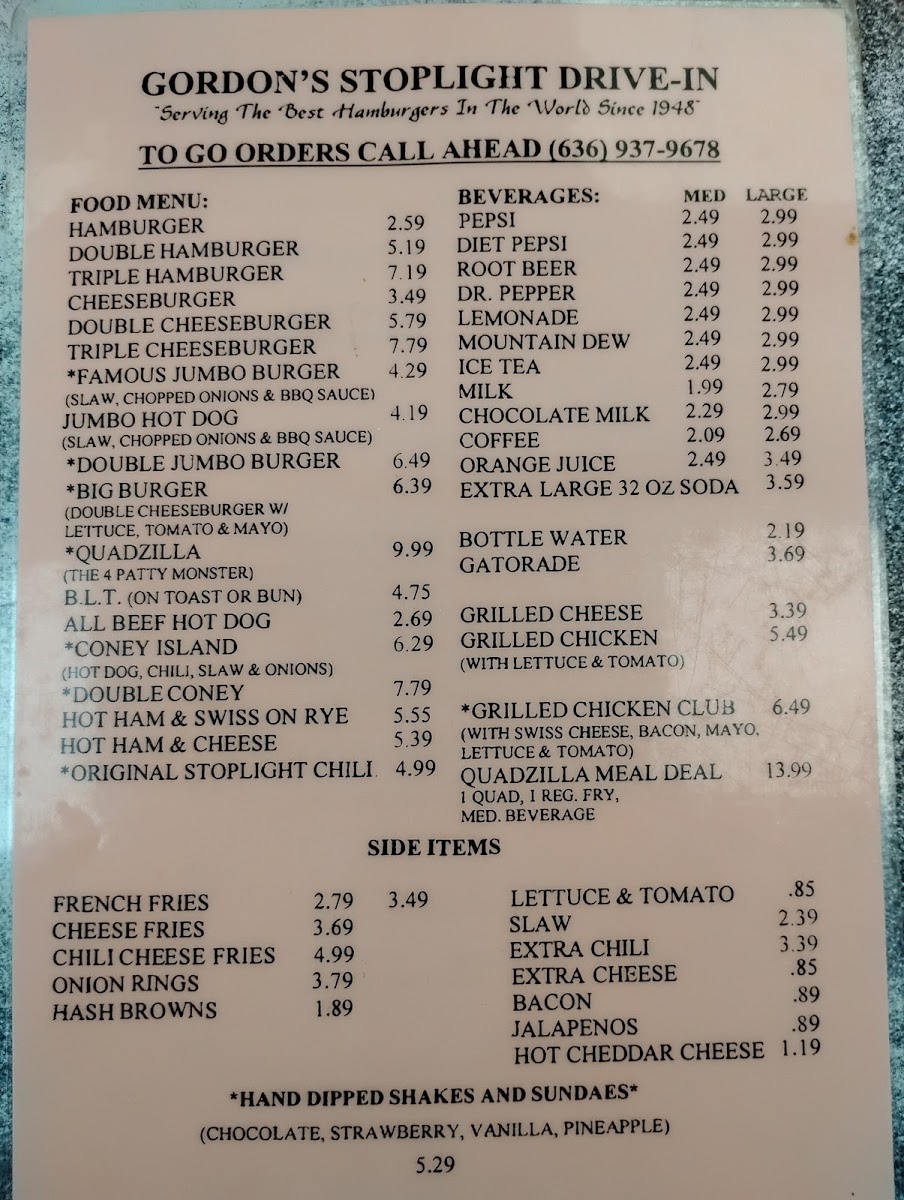 GORDON'S STOPLIGHT DRIVE-IN
"Serving The Best Hamburgers In The World Since 1948"
TO GO ORDERS CALL AHEAD (636) 937-9678
FOOD MENU:
HAMBURGER 2.59
DOUBLE HAMBURGER 5.19
TRIPLE HAMBURGER 7.19
CHEESEBURGER 3.49
DOUBLE CHEESEBURGER 5.79
TRIPLE CHEESEBURGER 7.79
*FAMOUS JUMBO BURGER 4.29
(SLAW, CHOPPED ONIONS & BBQ SAUCE)
JUMBO HOT DOG 4.19
(SLAW, CHOPPED ONIONS & BBQ SAUCE)
*DOUBLE JUMBO BURGER 6.49
*BIG BURGER 6.39
(DOUBLE CHEESEBURGER W/
LETTUCE, TOMATO & MAYO)
*QUADZILLA 9.99
(THE 4 PATTY MONSTER)
B.L.T. (ON TOAST OR BUN) 4.75
ALL BEEF HOT DOG 2.69
*CONEY ISLAND 6.29
(HOT DOG, CHILI, SLAW & ONIONS)
*DOUBLE CONEY 7.79
HOT HAM & SWISS ON RYE 5.55
HOT HAM & CHEESE 5.39
*ORIGINAL STOPLIGHT CHILI 4.99
BEVERAGES: MED LARGE
PEPSI 2.49 2.99
DIET PEPSI 2.49 2.99
ROOT BEER 2.49 2.99
DR. PEPPER 2.49 2.99
LEMONADE 2.49 2.99
MOUNTAIN DEW 2.49 2.99
ICE TEA 2.49 2.99
MILK 1.99 2.79
CHOCOLATE MILK 2.29 2.99
COFFEE 2.09 2.69
ORANGE JUICE 2.49 3.49
EXTRA LARGE 32 OZ SODA 3.59
BOTTLE WATER 2.19
GATORADE 3.69
GRILLED CHEESE 3.39
GRILLED CHICKEN 5.49
(WITH LETTUCE & TOMATO)
*GRILLED CHICKEN CLUB 6.49
(WITH SWISS CHEESE, BACON, MAYO,
LETTUCE & TOMATO)
QUADZILLA MEAL DEAL 13.99
1 QUAD, 1 REG. FRY,
MED. BEVERAGE
SIDE ITEMS
FRENCH FRIES 2.79 3.49
CHEESE FRIES 3.69
CHILI CHEESE FRIES 4.99
ONION RINGS 3.79
HASH BROWNS 1.89
LETTUCE & TOMATO .85
SLAW 2.39
EXTRA CHILI 3.39
EXTRA CHEESE .85
BACON .89
JALAPENOS .89
HOT CHEDDAR CHEESE 1.19
*HAND DIPPED SHAKES AND SUNDAES*
(CHOCOLATE, STRAWBERRY, VANILLA, PINEAPPLE)
5.29